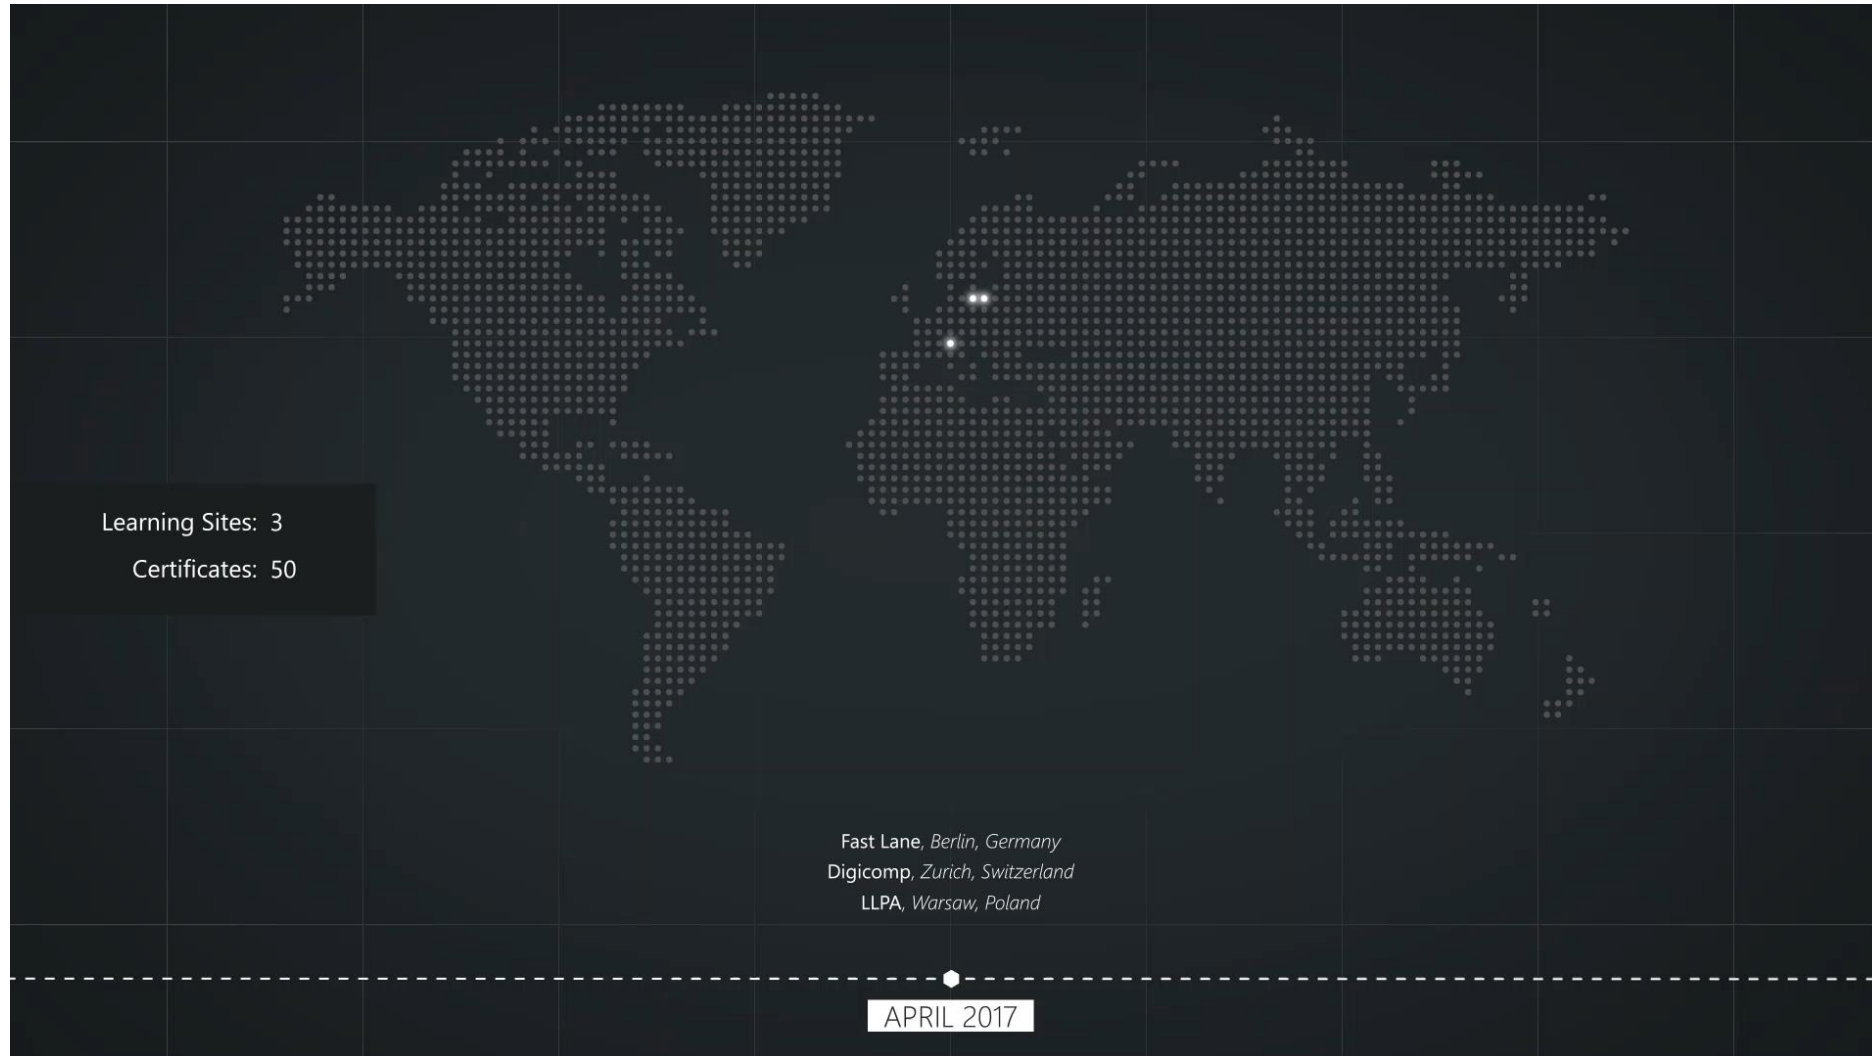 Learning Sites: 3
Certificates: 50
Fast Lane, Berlin, Germany
Digicomp, Zurich, Switzerland
LLPA, Warsaw, Poland
APRIL 2017